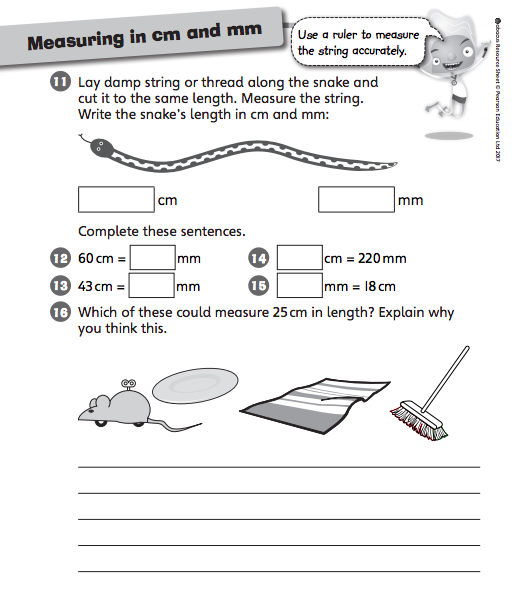 Measuring in cm and mm
Use a ruler to measure
the string accurately.
11 Lay damp string or thread along the snake and
cut it to the same length. Measure the string.
Write the snake's length in cm and mm:
cm mm
Complete these sentences.
12 60 cm = mm 14 cm = 220 mm
13 43 cm = mm 15 mm = 18 cm
16 Which of these could measure 25 cm in length? Explain why
you think this.
Abacus Resource Sheet © Pearson Education Ltd 2017